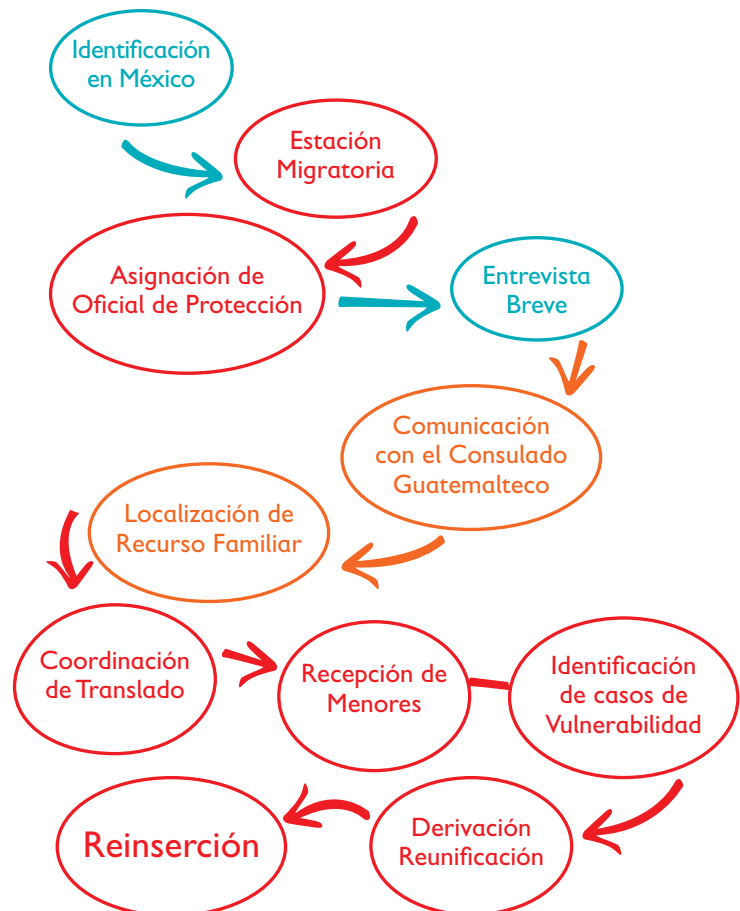 Identificación
en México
Estación
Migratoria
Asignación de
Oficial de Protección
Entrevista
Breve
Comunicación
con el Consulado
Guatemalteco
Localización de
Recurso Familiar
Coordinación
de Translado
Recepción de
Menores
Identificación
de casos de
Vulnerabilidad
Derivación
Reunificación
Reinserción